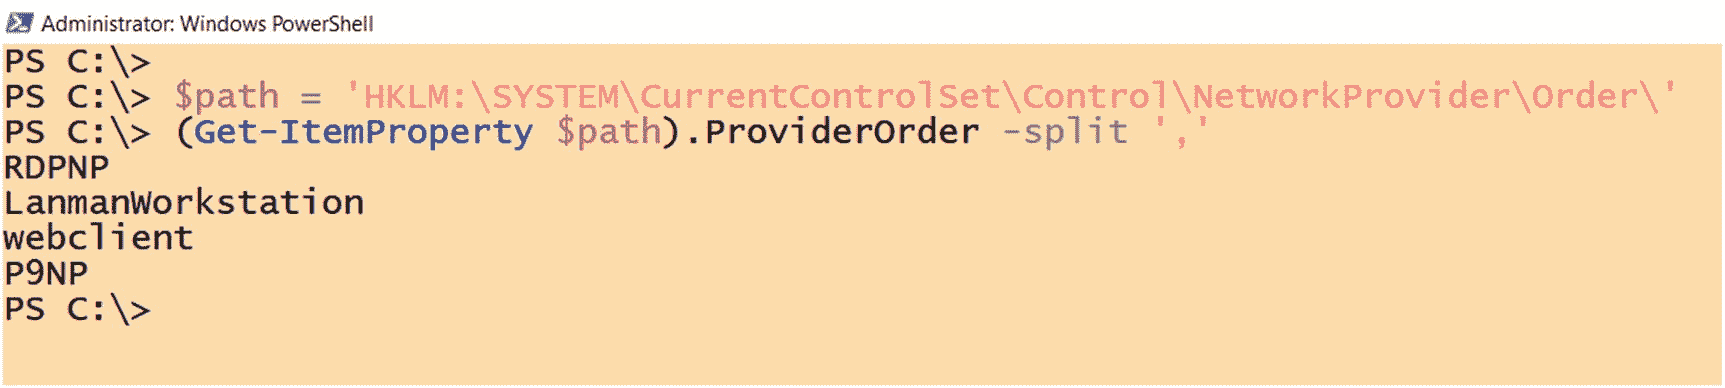 Administrator: Windows PowerShell
PS C:\>
PS C:\> $path = 'HKLM:\SYSTEM\CurrentControlSet\Control\NetworkProvider\Order\'
PS C:\> (Get-ItemProperty $path).ProviderOrder -split ','
RDPNP
LanmanWorkstation
webclient
P9NP
PS C:\>